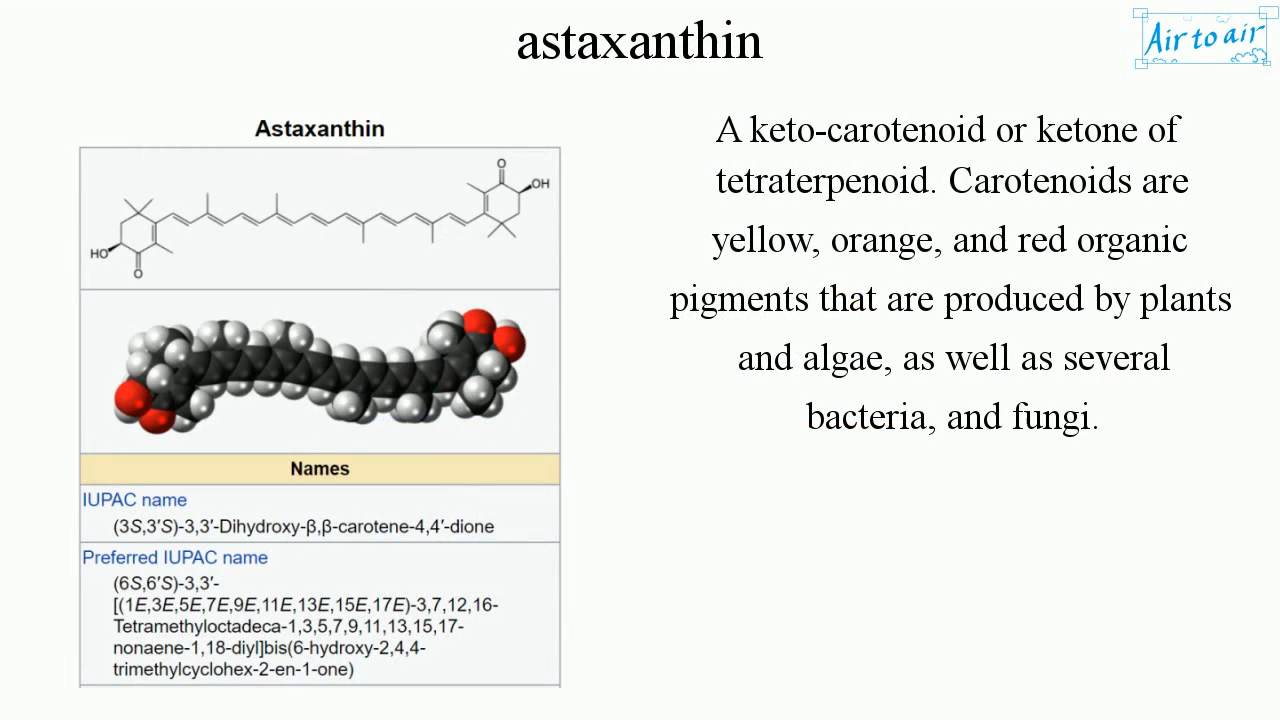 astaxanthin
Air to air
Astaxanthin
O
OH
HO
O
Names
IUPAC name
(3S,3′S)-3,3′-Dihydroxy-β,β-carotene-4,4′-dione
Preferred IUPAC name
(6S,6′S)-3,3′-
[(1E,3E,5E,7E,9E,11E,13E,15E,17E)-3,7,12,16-
Tetramethyloctadeca-1,3,5,7,9,11,13,15,17-
nonaene-1,18-diyl]bis(6-hydroxy-2,4,4-
trimethylcyclohex-2-en-1-one)
A keto-carotenoid or ketone of
tetraterpenoid. Carotenoids are
yellow, orange, and red organic
pigments that are produced by plants
and algae, as well as several
bacteria, and fungi.